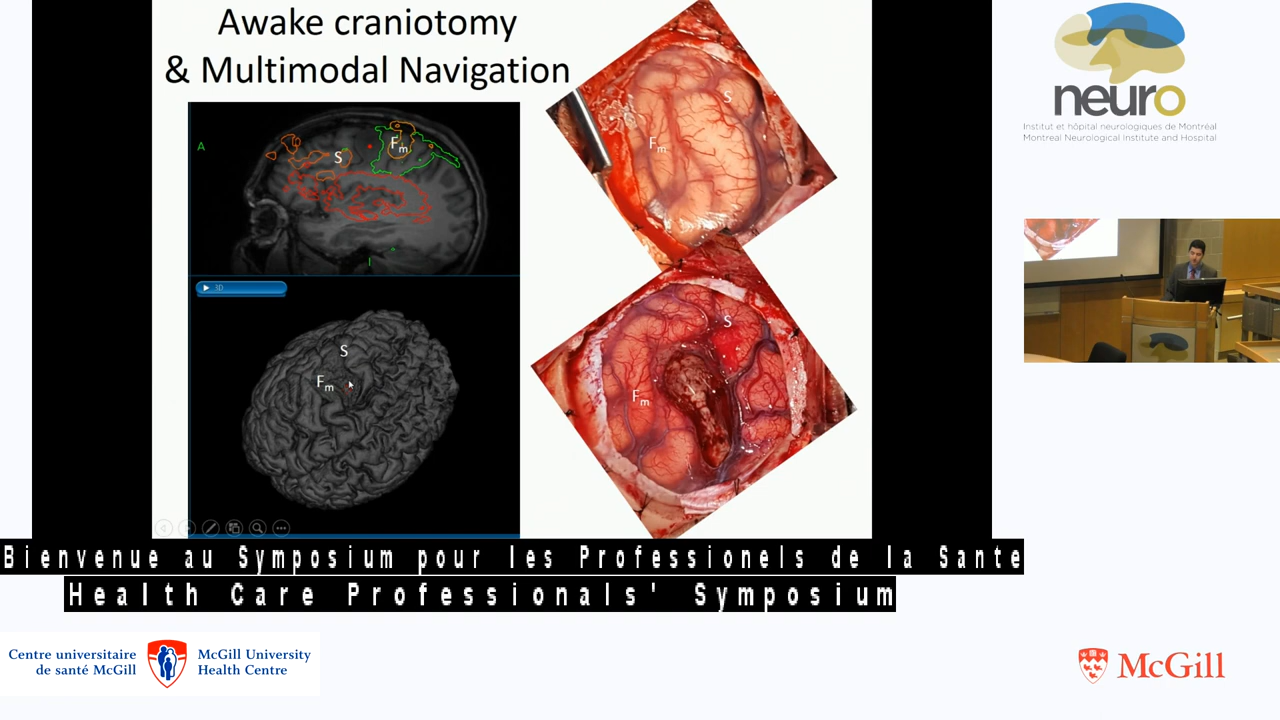 Awake craniotomy
& Multimodal Navigation
A
S
Fm
I
3D
S
Fm
S
Fm
S
Fm
neuro
Institut et hôpital neurologiques de Montréal
Montreal Neurological Institute and Hospital
Bienvenue au Symposium pour les Professionels de la Sante
Health Care Professionals' Symposium
Centre universitaire
de santé McGill
McGill University
Health Centre
McGill